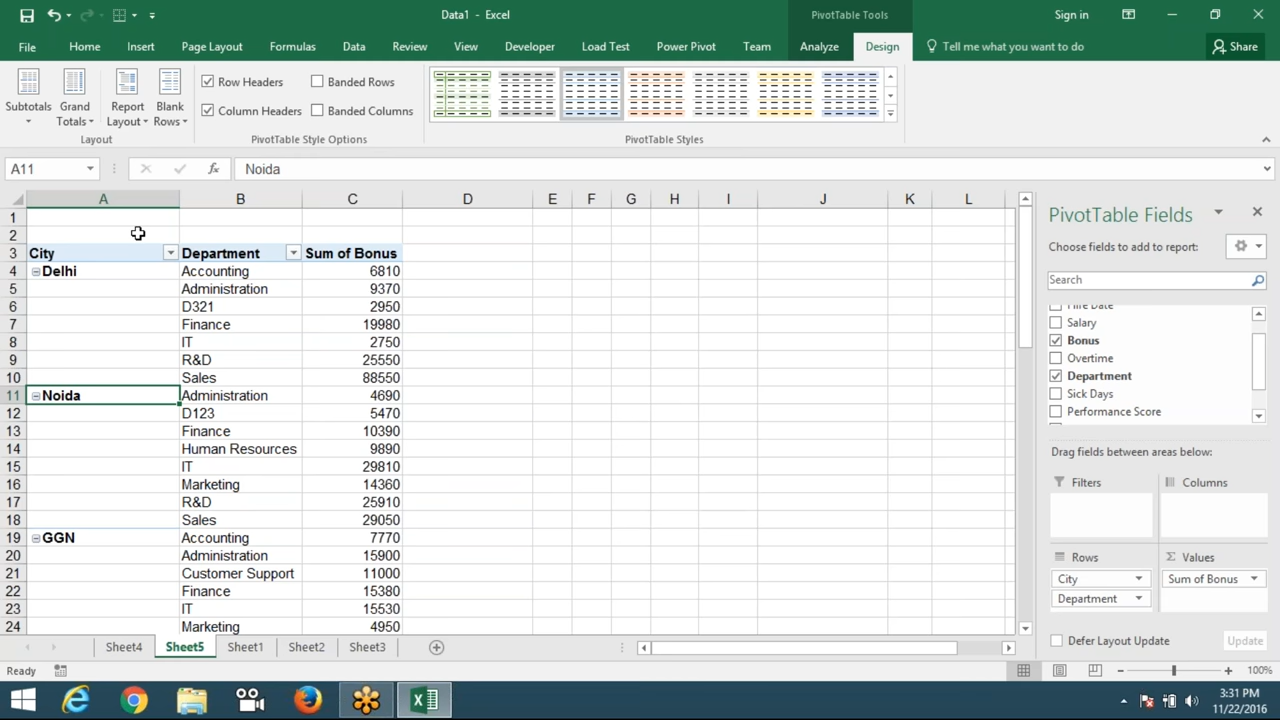 Data1 - Excel
PivotTable Tools
Sign in
File Home Insert Page Layout Formulas Data Review View Developer Load Test Power Pivot Team Analyze Design Tell me what you want to do Share
Subtotals
Grand Totals
Report Layout
Blank Rows
Row Headers
Banded Rows
Column Headers
Banded Columns
Layout
PivotTable Style Options
PivotTable Styles
A11
fx
Noida
A B C D E F G H I J K L
1
2
3 City Department Sum of Bonus
4 Delhi Accounting 6810
5 Administration 9370
6 D321 2950
7 Finance 19980
8 IT 2750
9 R&D 25550
10 Sales 88550
11 Noida Administration 4690
12 D123 5470
13 Finance 10390
14 Human Resources 9890
15 IT 29810
16 Marketing 14360
17 R&D 25910
18 Sales 29050
19 GGN Accounting 7770
20 Administration 15900
21 Customer Support 11000
22 Finance 15380
23 IT 15530
24 Marketing 4950
PivotTable Fields
Choose fields to add to report:
Search
Hire Date
Salary
Bonus
Overtime
Department
Sick Days
Performance Score
Drag fields between areas below:
Filters
Columns
Rows
Σ Values
City
Sum of Bonus
Department
Defer Layout Update
Update
Sheet4 Sheet5 Sheet1 Sheet2 Sheet3
Ready
100%
3:31 PM
11/22/2016